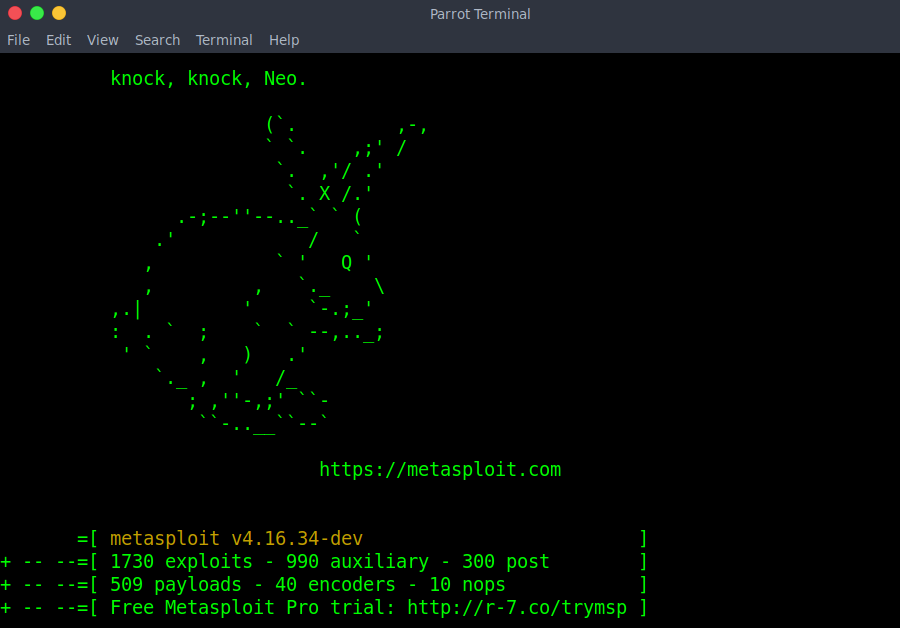 Parrot Terminal
File Edit View Search Terminal Help
knock, knock, Neo.
                        (`.         ,-,
                        ` `.    ,;' /
                         `.  ,'/ .'
                          `. X /.'
                .-;--''--.._` ` (
              .'            /   `
             ,           ` '   Q '
             ,         ,   `._    \
          ,.|         '     `-.;_'
          :  . `  ;    `  ` --,.._;
           ' `    ,   )   .'
              `._ ,  '   /_
                 ; ,''-,;' ``-
                  ``-..__``--`
https://metasploit.com
=[ metasploit v4.16.34-dev ]
+ -- --=[ 1730 exploits - 990 auxiliary - 300 post ]
+ -- --=[ 509 payloads - 40 encoders - 10 nops ]
+ -- --=[ Free Metasploit Pro trial: http://r-7.co/trymsp ]